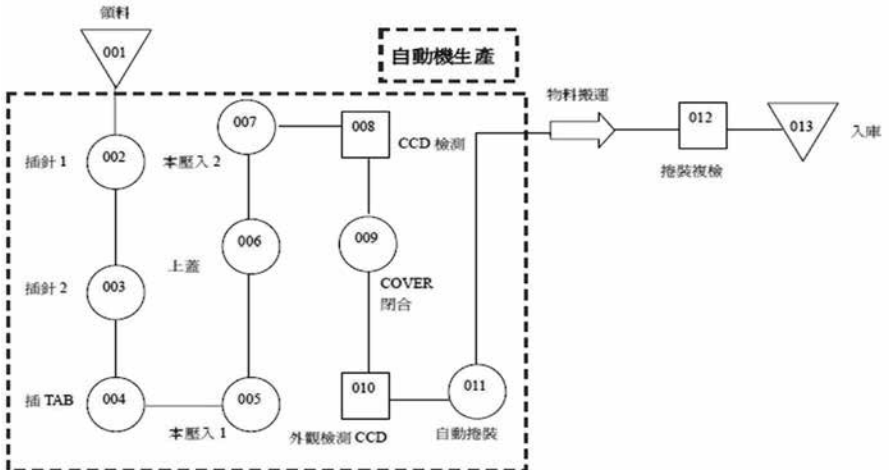 領料
001
自動機生產
物料搬運
007
008
012
013
002
CCD 檢測
入庫
插針 1
本壓入 2
捲裝複檢
006
009
上蓋
003
COVER
閉合
插針 2
004
005
010
011
插 TAB
本壓入 1
外觀檢測 CCD
自動捲裝